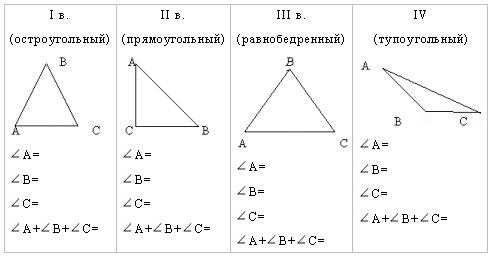 I в.
(остроугольный)
B
A
C
∠A=
∠B=
∠C=
∠A+∠B+∠C=
II в.
(прямоугольный)
A
C
B
∠A=
∠B=
∠C=
∠A+∠B+∠C=
III в.
(равнобедренный)
B
A
C
∠A=
∠B=
∠C=
∠A+∠B+∠C=
IV
(тупоугольный)
A
B
C
∠A=
∠B=
∠C=
∠A+∠B+∠C=